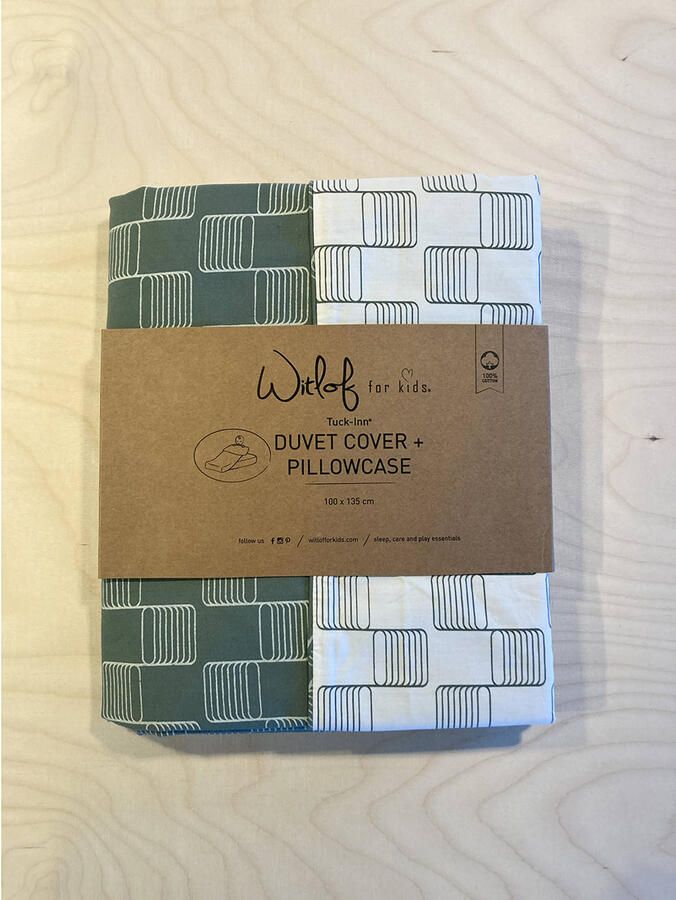 Witlof for kids®
100%
COTTON
Tuck-Inn®
DUVET COVER +
PILLOWCASE
100 x 135 cm
follow us / witlofforkids.com / sleep, care and play essentials